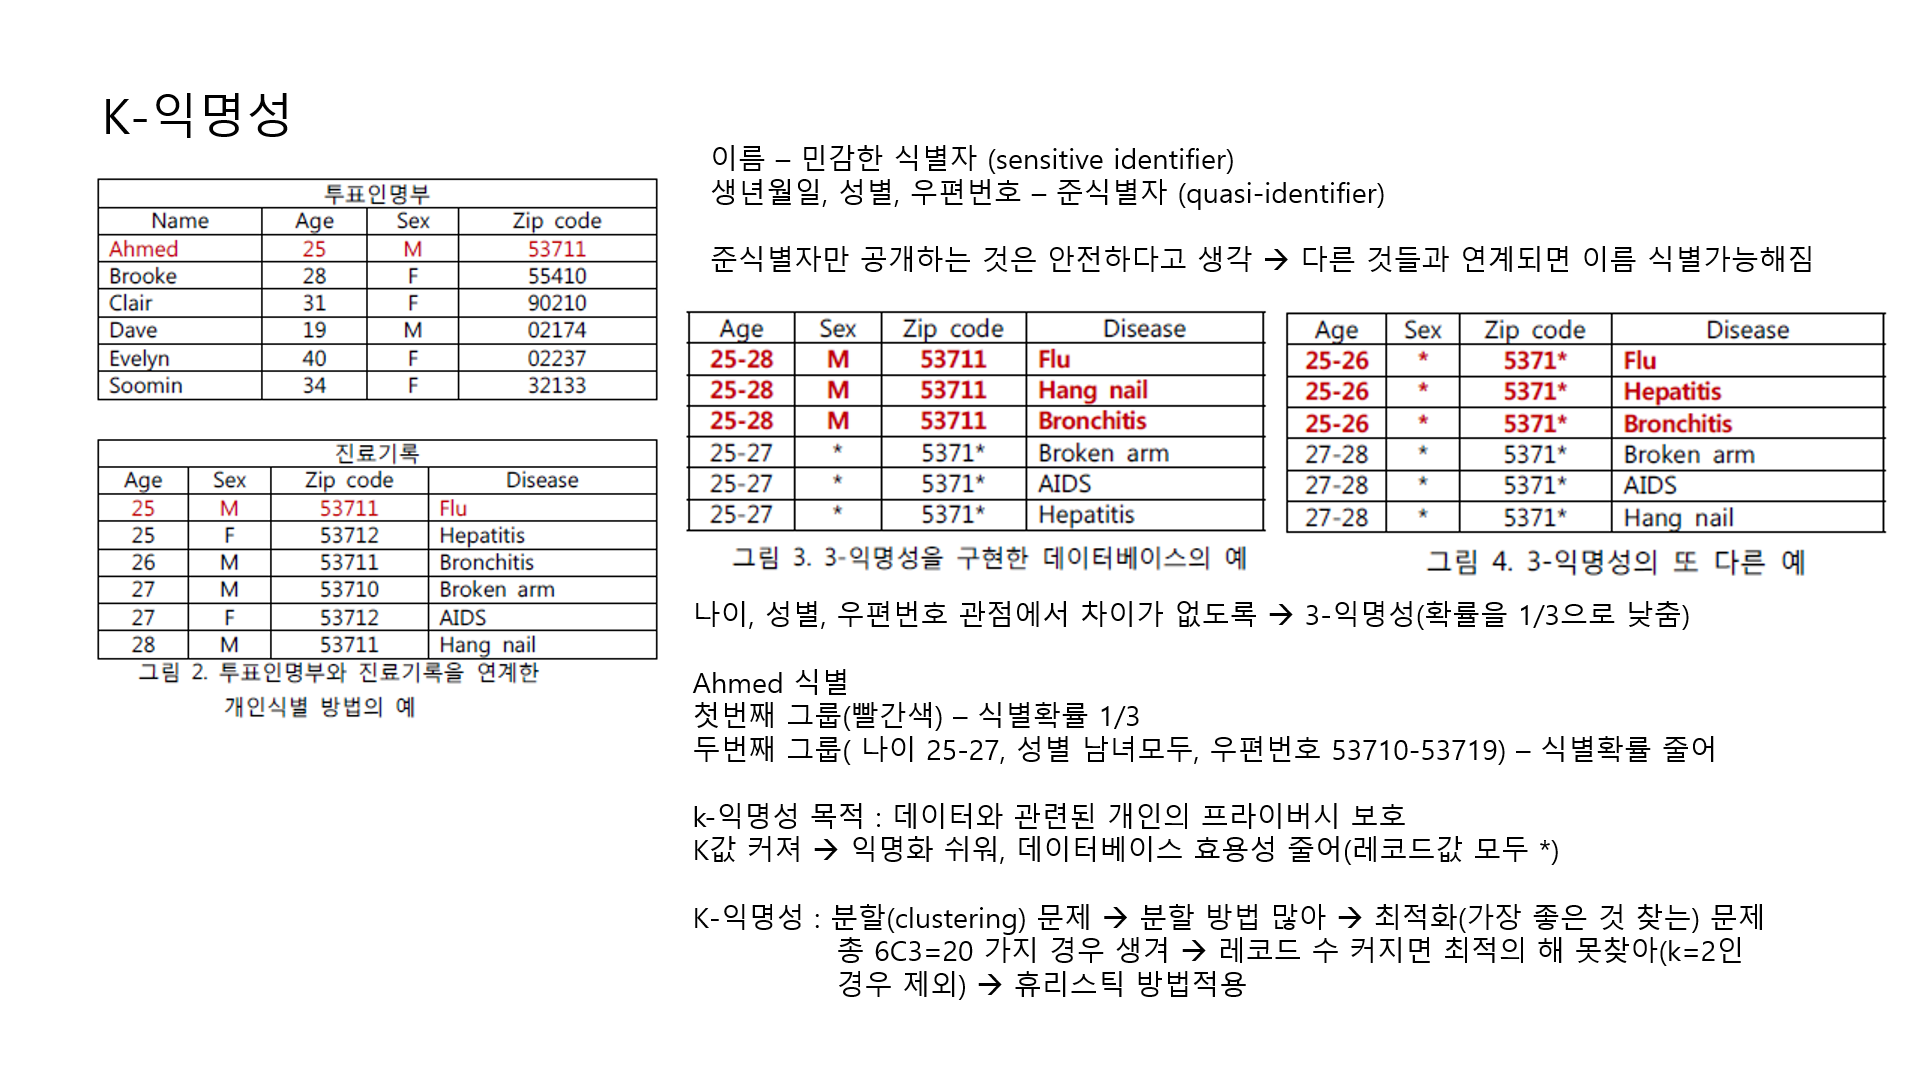 K-익명성
투표인명부
Name Age Sex Zip code
Ahmed 25 M 53711
Brooke 28 F 55410
Clair 31 F 90210
Dave 19 M 02174
Evelyn 40 F 02237
Soomin 34 F 32133
진료기록
Age Sex Zip code Disease
25 M 53711 Flu
25 F 53712 Hepatitis
26 M 53711 Bronchitis
27 M 53710 Broken arm
27 F 53712 AIDS
28 M 53711 Hang nail
그림 2. 투표인명부와 진료기록을 연계한
개인식별 방법의 예
이름 – 민감한 식별자 (sensitive identifier)
생년월일, 성별, 우편번호 – 준식별자 (quasi-identifier)
준식별자만 공개하는 것은 안전하다고 생각 → 다른 것들과 연계되면 이름 식별가능해짐
Age Sex Zip code Disease
25-28 M 53711 Flu
25-28 M 53711 Hang nail
25-28 M 53711 Bronchitis
25-27 * 5371* Broken arm
25-27 * 5371* AIDS
25-27 * 5371* Hepatitis
그림 3. 3-익명성을 구현한 데이터베이스의 예
Age Sex Zip code Disease
25-26 * 5371* Flu
25-26 * 5371* Hepatitis
25-26 * 5371* Bronchitis
27-28 * 5371* Broken arm
27-28 * 5371* AIDS
27-28 * 5371* Hang nail
그림 4. 3-익명성의 또 다른 예
나이, 성별, 우편번호 관점에서 차이가 없도록 → 3-익명성(확률을 1/3으로 낮춤)
Ahmed 식별
첫번째 그룹(빨간색) – 식별확률 1/3
두번째 그룹( 나이 25-27, 성별 남녀모두, 우편번호 53710-53719) – 식별확률 줄어
k-익명성 목적 : 데이터와 관련된 개인의 프라이버시 보호
K값 커져 → 익명화 쉬워, 데이터베이스 효용성 줄어(레코드값 모두 *)
K-익명성 : 분할(clustering) 문제 → 분할 방법 많아 → 최적화(가장 좋은 것 찾는) 문제
총 6C3=20 가지 경우 생겨 → 레코드 수 커지면 최적의 해 못찾아(k=2인
경우 제외) → 휴리스틱 방법적용